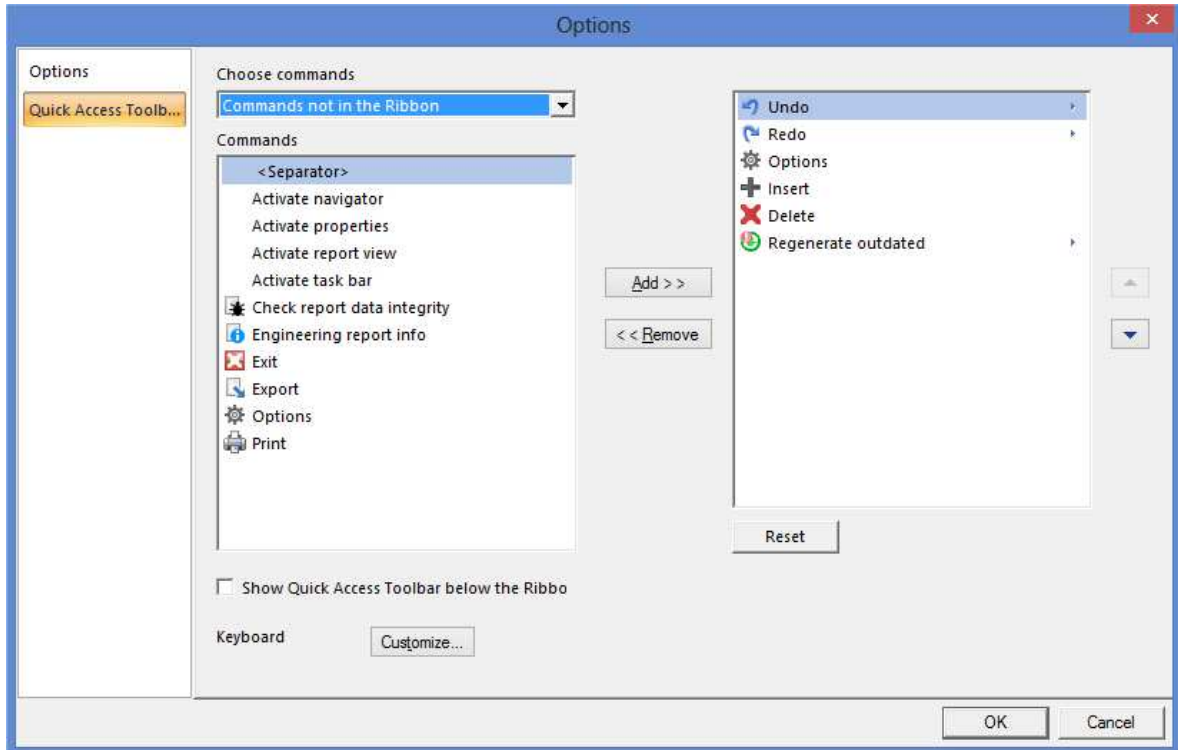 Options
Options
Quick Access Toolb...
Choose commands
Commands not in the Ribbon
Commands
<Separator>
Activate navigator
Activate properties
Activate report view
Activate task bar
Check report data integrity
Engineering report info
Exit
Export
Options
Print
Add > >
< < Remove
Undo
Redo
Options
Insert
Delete
Regenerate outdated
Reset
Show Quick Access Toolbar below the Ribbo
Keyboard
Customize...
OK
Cancel